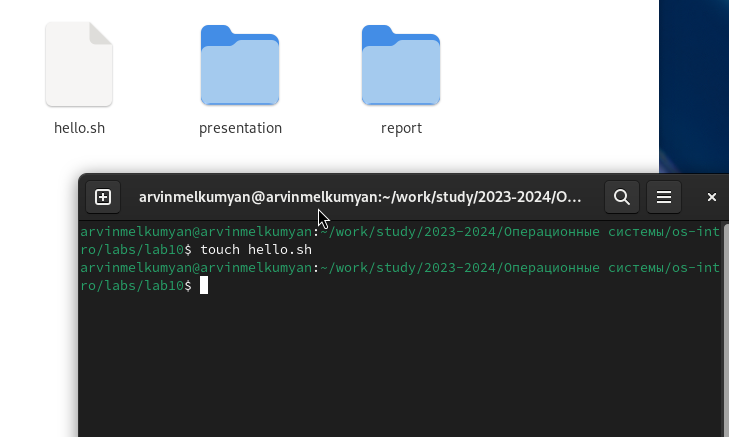 hello.sh presentation report
arvinmelkumyan@arvinmelkumyan:~/work/study/2023-2024/О...
arvinmelkumyan@arvinmelkumyan:~/work/study/2023-2024/Операционные системы/os-int
ro/labs/lab10$ touch hello.sh
arvinmelkumyan@arvinmelkumyan:~/work/study/2023-2024/Операционные системы/os-int
ro/labs/lab10$